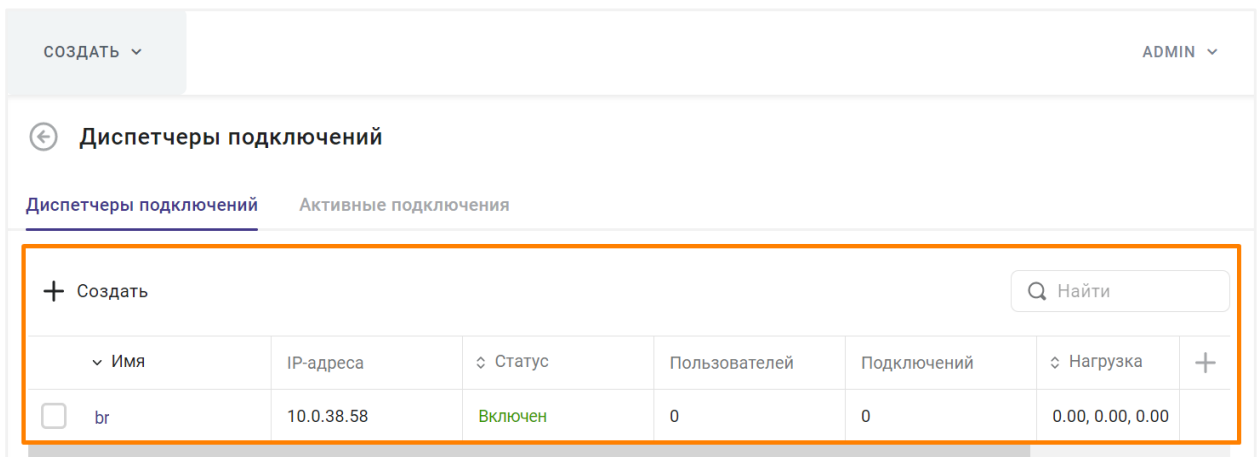 СОЗДАТЬ ADMIN
Диспетчеры подключений
Диспетчеры подключений Активные подключения
Создать Найти
Имя IP-адреса Статус Пользователей Подключений Нагрузка
br 10.0.38.58 Включен 0 0 0.00, 0.00, 0.00